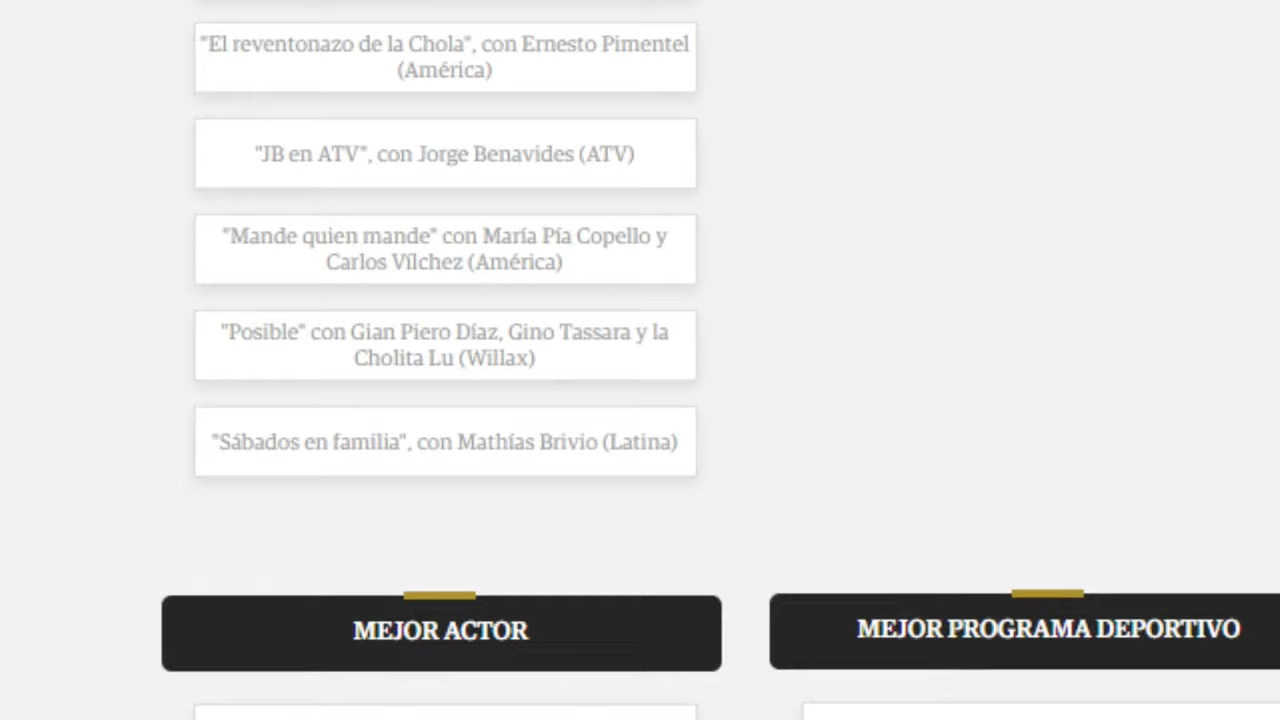 "El reventonazo de la Chola", con Ernesto Pimentel
(América)
"JB en ATV", con Jorge Benavides (ATV)
"Mande quien mande" con María Pía Copello y
Carlos Vílchez (América)
"Posible" con Gian Piero Díaz, Gino Tassara y la
Cholita Lu (Willax)
"Sábados en familia", con Mathías Brivio (Latina)
MEJOR ACTOR
MEJOR PROGRAMA DEPORTIVO